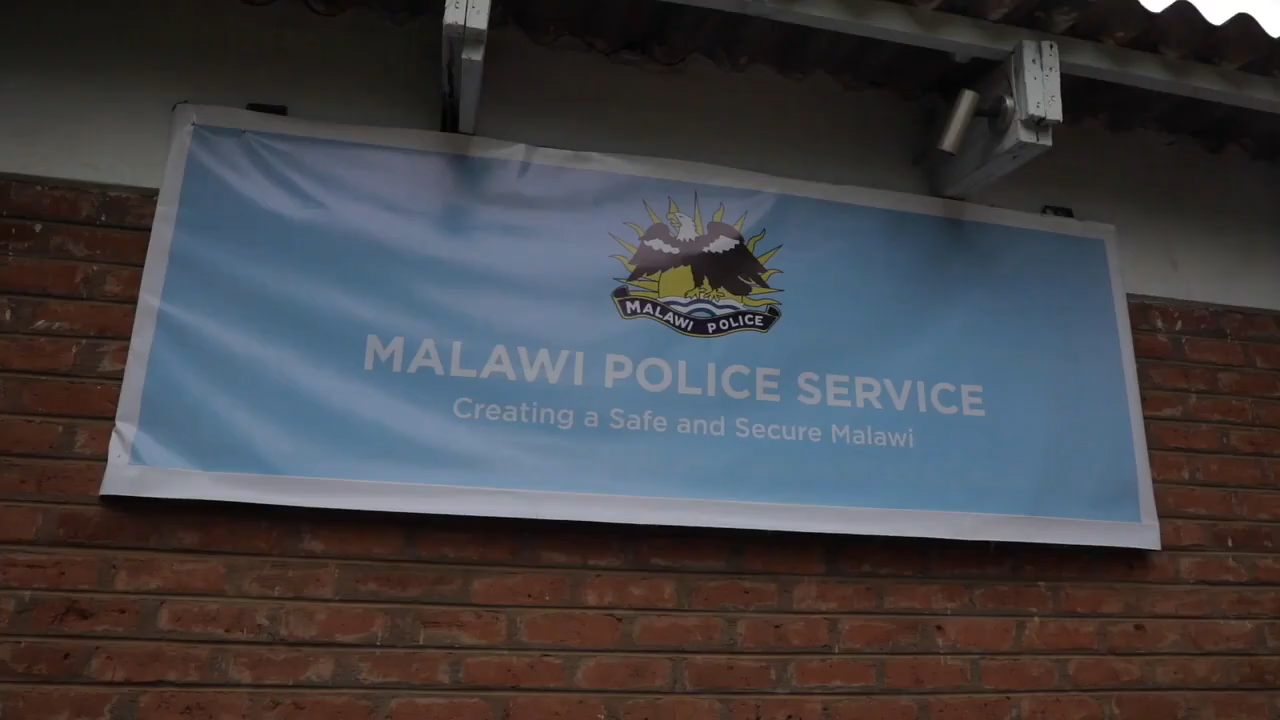 MALAWI POLICE
MALAWI POLICE SERVICE
Creating a Safe and Secure Malawi